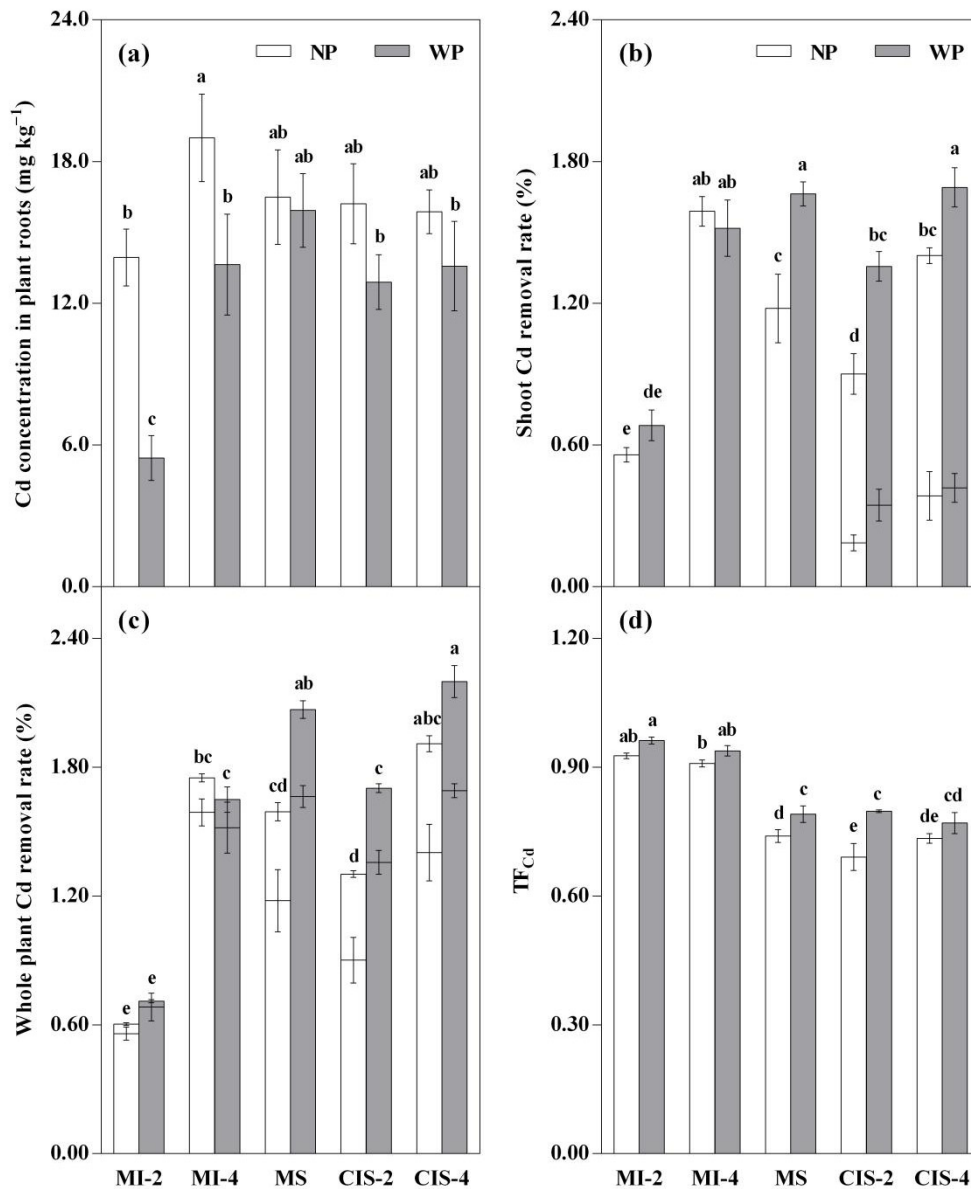 (a) NP WP
Cd concentration in plant roots (mg kg⁻¹)
24.0
18.0
12.0
6.0
0.0
b c a b ab ab ab b ab b
(b) NP WP
Shoot Cd removal rate (%)
2.40
1.80
1.20
0.60
0.00
e de ab ab c a d bc bc a
(c)
Whole plant Cd removal rate (%)
2.40
1.80
1.20
0.60
0.00
e e bc c cd ab d c abc a
MI-2 MI-4 MS CIS-2 CIS-4
(d)
TF_Cd
1.20
0.90
0.60
0.30
0.00
ab a b ab d c e c de cd
MI-2 MI-4 MS CIS-2 CIS-4